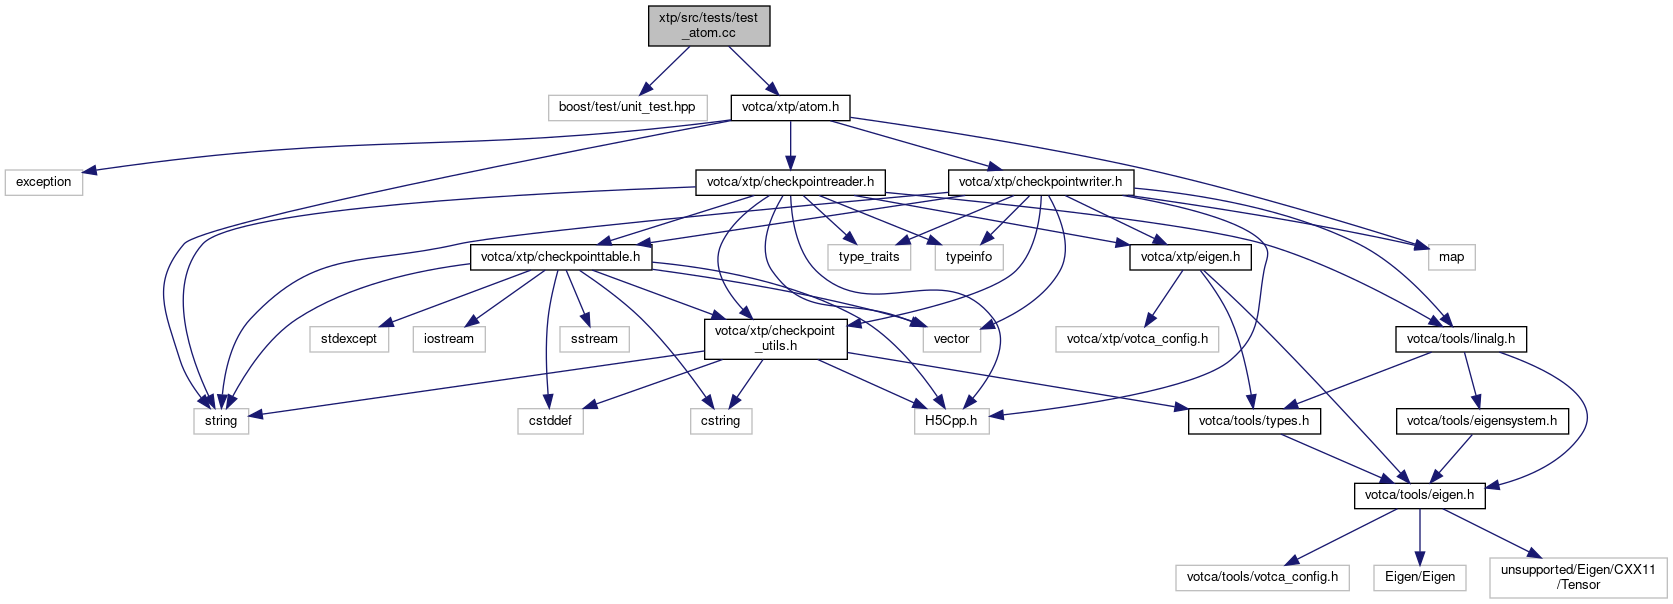 xtp/src/tests/test
_atom.cc
boost/test/unit_test.hpp
votca/xtp/atom.h
exception
votca/xtp/checkpointreader.h
votca/xtp/checkpointwriter.h
votca/xtp/checkpointtable.h
type_traits
typeinfo
votca/xtp/eigen.h
map
stdexcept
iostream
sstream
votca/xtp/checkpoint
_utils.h
vector
votca/xtp/votca_config.h
votca/tools/linalg.h
string
cstddef
cstring
H5Cpp.h
votca/tools/types.h
votca/tools/eigensystem.h
votca/tools/eigen.h
votca/tools/votca_config.h
Eigen/Eigen
unsupported/Eigen/CXX11
/Tensor